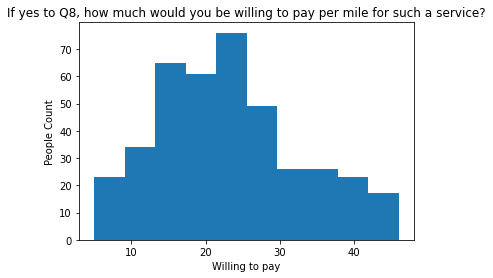 If yes to Q8, how much would you be willing to pay per mile for such a service?
70
60
50
40
30
20
10
0
People Count
10 20 30 40
Willing to pay